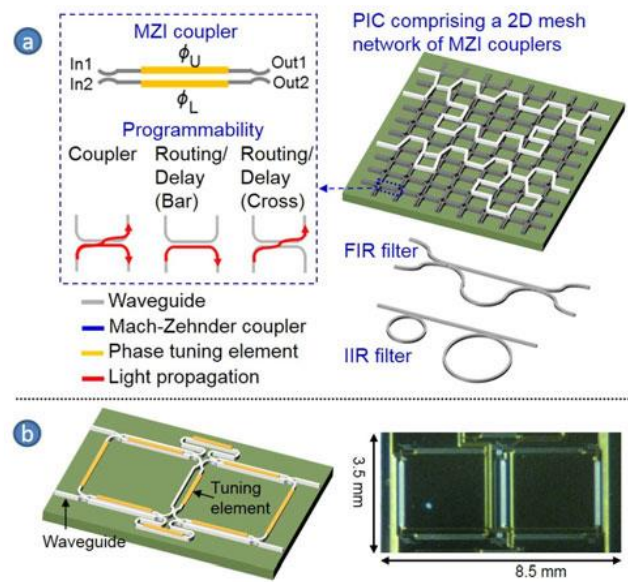 a
MZI coupler
ϕU
In1
Out1
In2
Out2
ϕL
Programmability
Coupler
Routing/
Delay
(Bar)
Routing/
Delay
(Cross)
Waveguide
Mach-Zehnder coupler
Phase tuning element
Light propagation
PIC comprising a 2D mesh
network of MZI couplers
FIR filter
IIR filter
b
Tuning
element
Waveguide
3.5 mm
8.5 mm